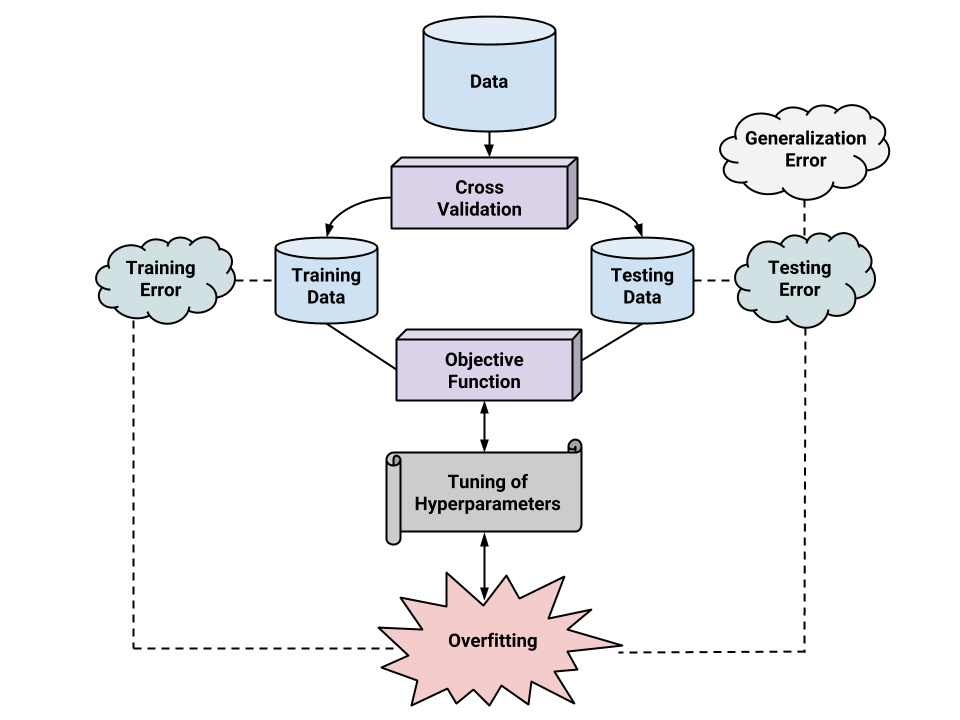 Data
Generalization
Error
Cross
Validation
Training
Error
Training
Data
Testing
Data
Testing
Error
Objective
Function
Tuning of
Hyperparameters
Overfitting